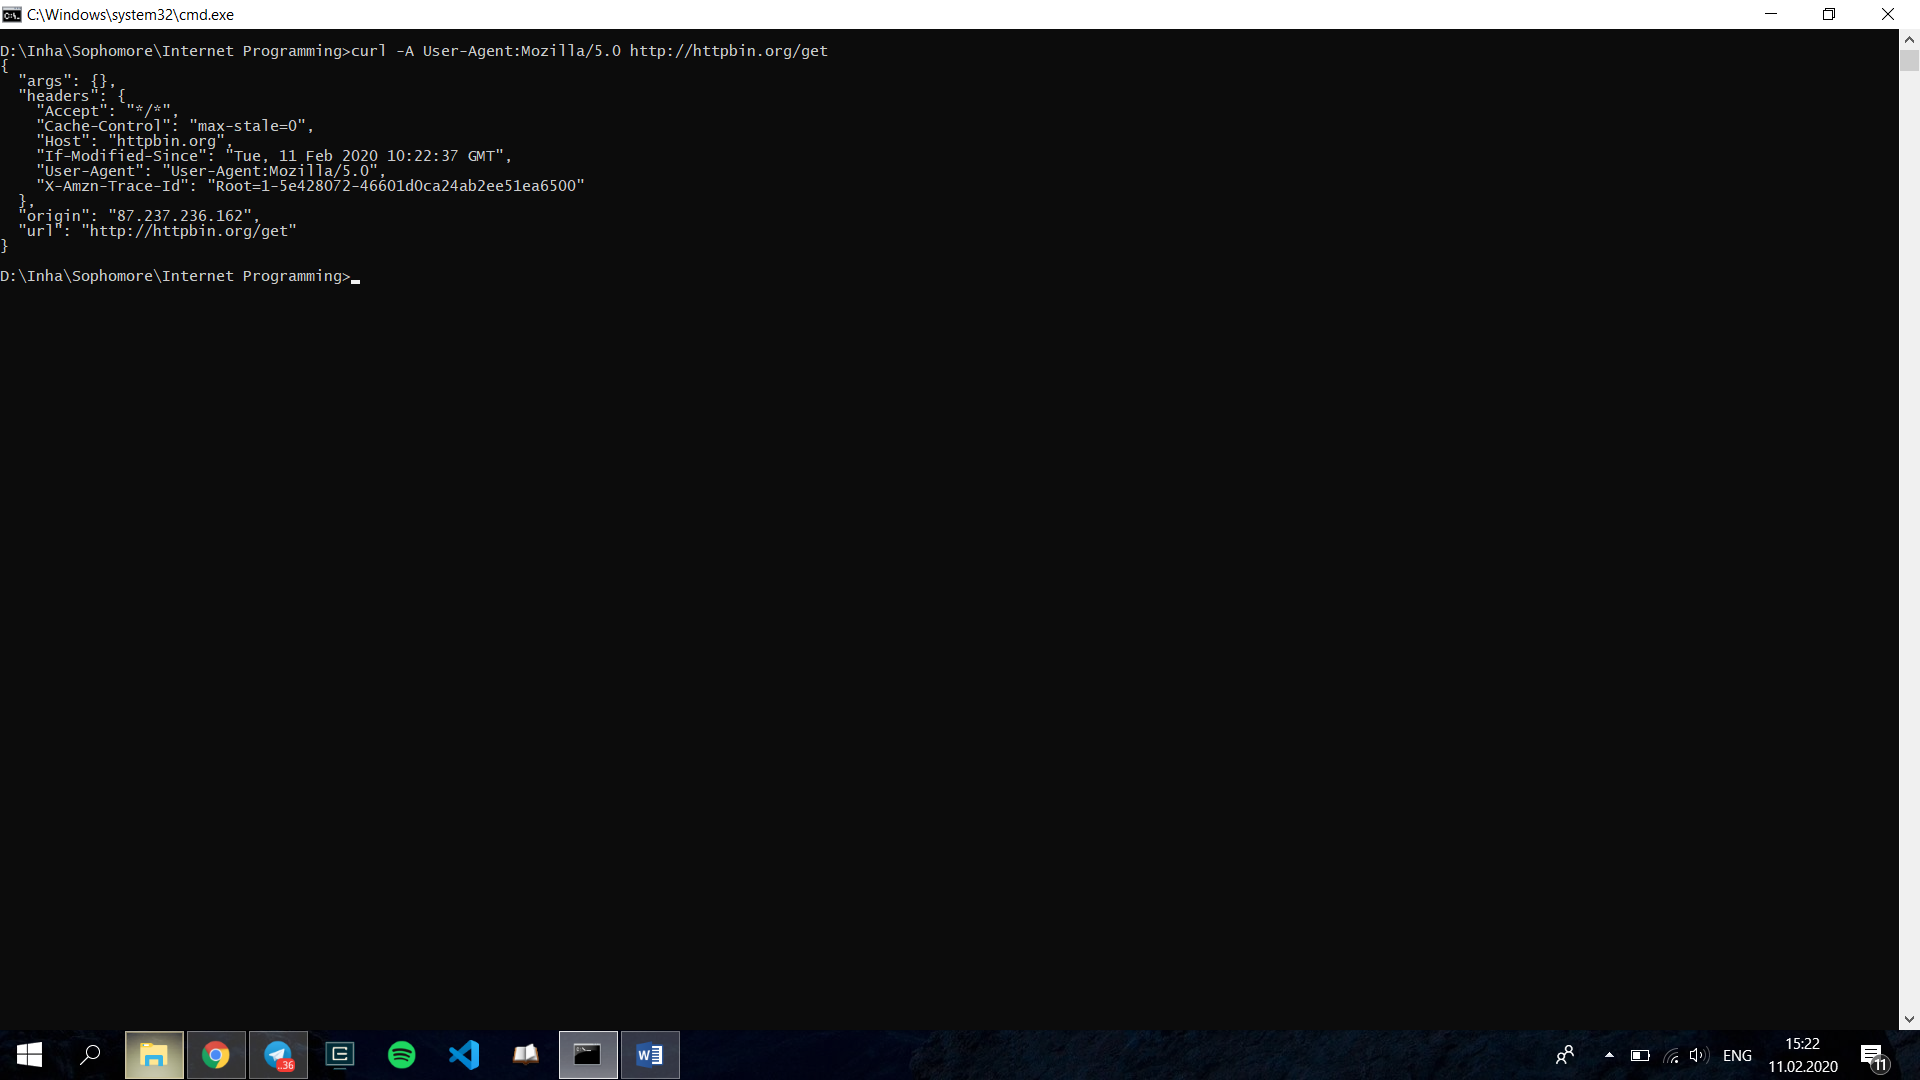 C:\Windows\system32\cmd.exe
D:\Inha\Sophomore\Internet Programming>curl -A User-Agent:Mozilla/5.0 http://httpbin.org/get
{
  "args": {},
  "headers": {
    "Accept": "*/*",
    "Cache-Control": "max-stale=0",
    "Host": "httpbin.org",
    "If-Modified-Since": "Tue, 11 Feb 2020 10:22:37 GMT",
    "User-Agent": "User-Agent:Mozilla/5.0",
    "X-Amzn-Trace-Id": "Root=1-5e428072-46601d0ca24ab2ee51ea6500"
  },
  "origin": "87.237.236.162",
  "url": "http://httpbin.org/get"
}
D:\Inha\Sophomore\Internet Programming>
..36
ENG
15:22
11.02.2020
11